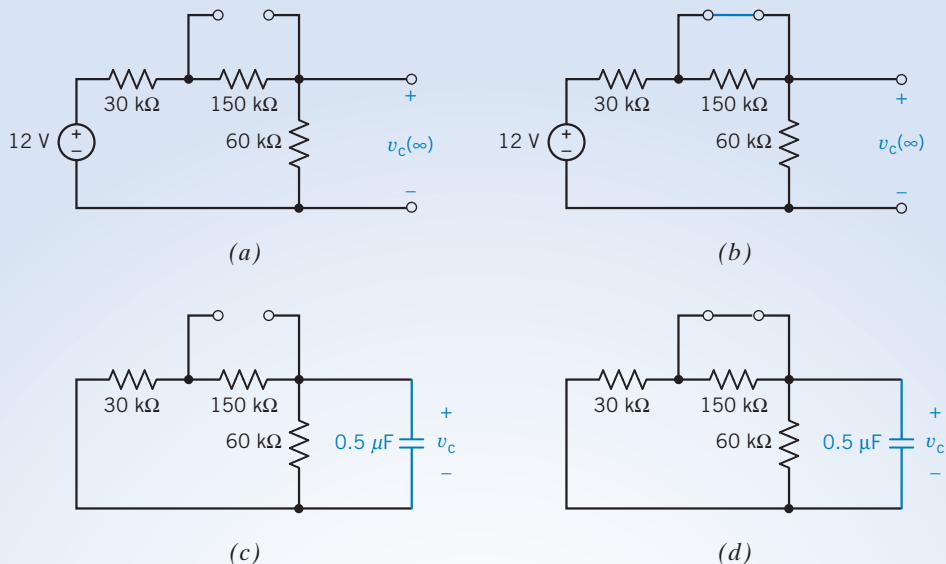 30 kΩ 150 kΩ
12 V + − 60 kΩ + v_c(∞) −
(a)
30 kΩ 150 kΩ
12 V + − 60 kΩ + v_c(∞) −
(b)
30 kΩ 150 kΩ
60 kΩ 0.5 μF + v_c −
(c)
30 kΩ 150 kΩ
60 kΩ 0.5 μF + v_c −
(d)